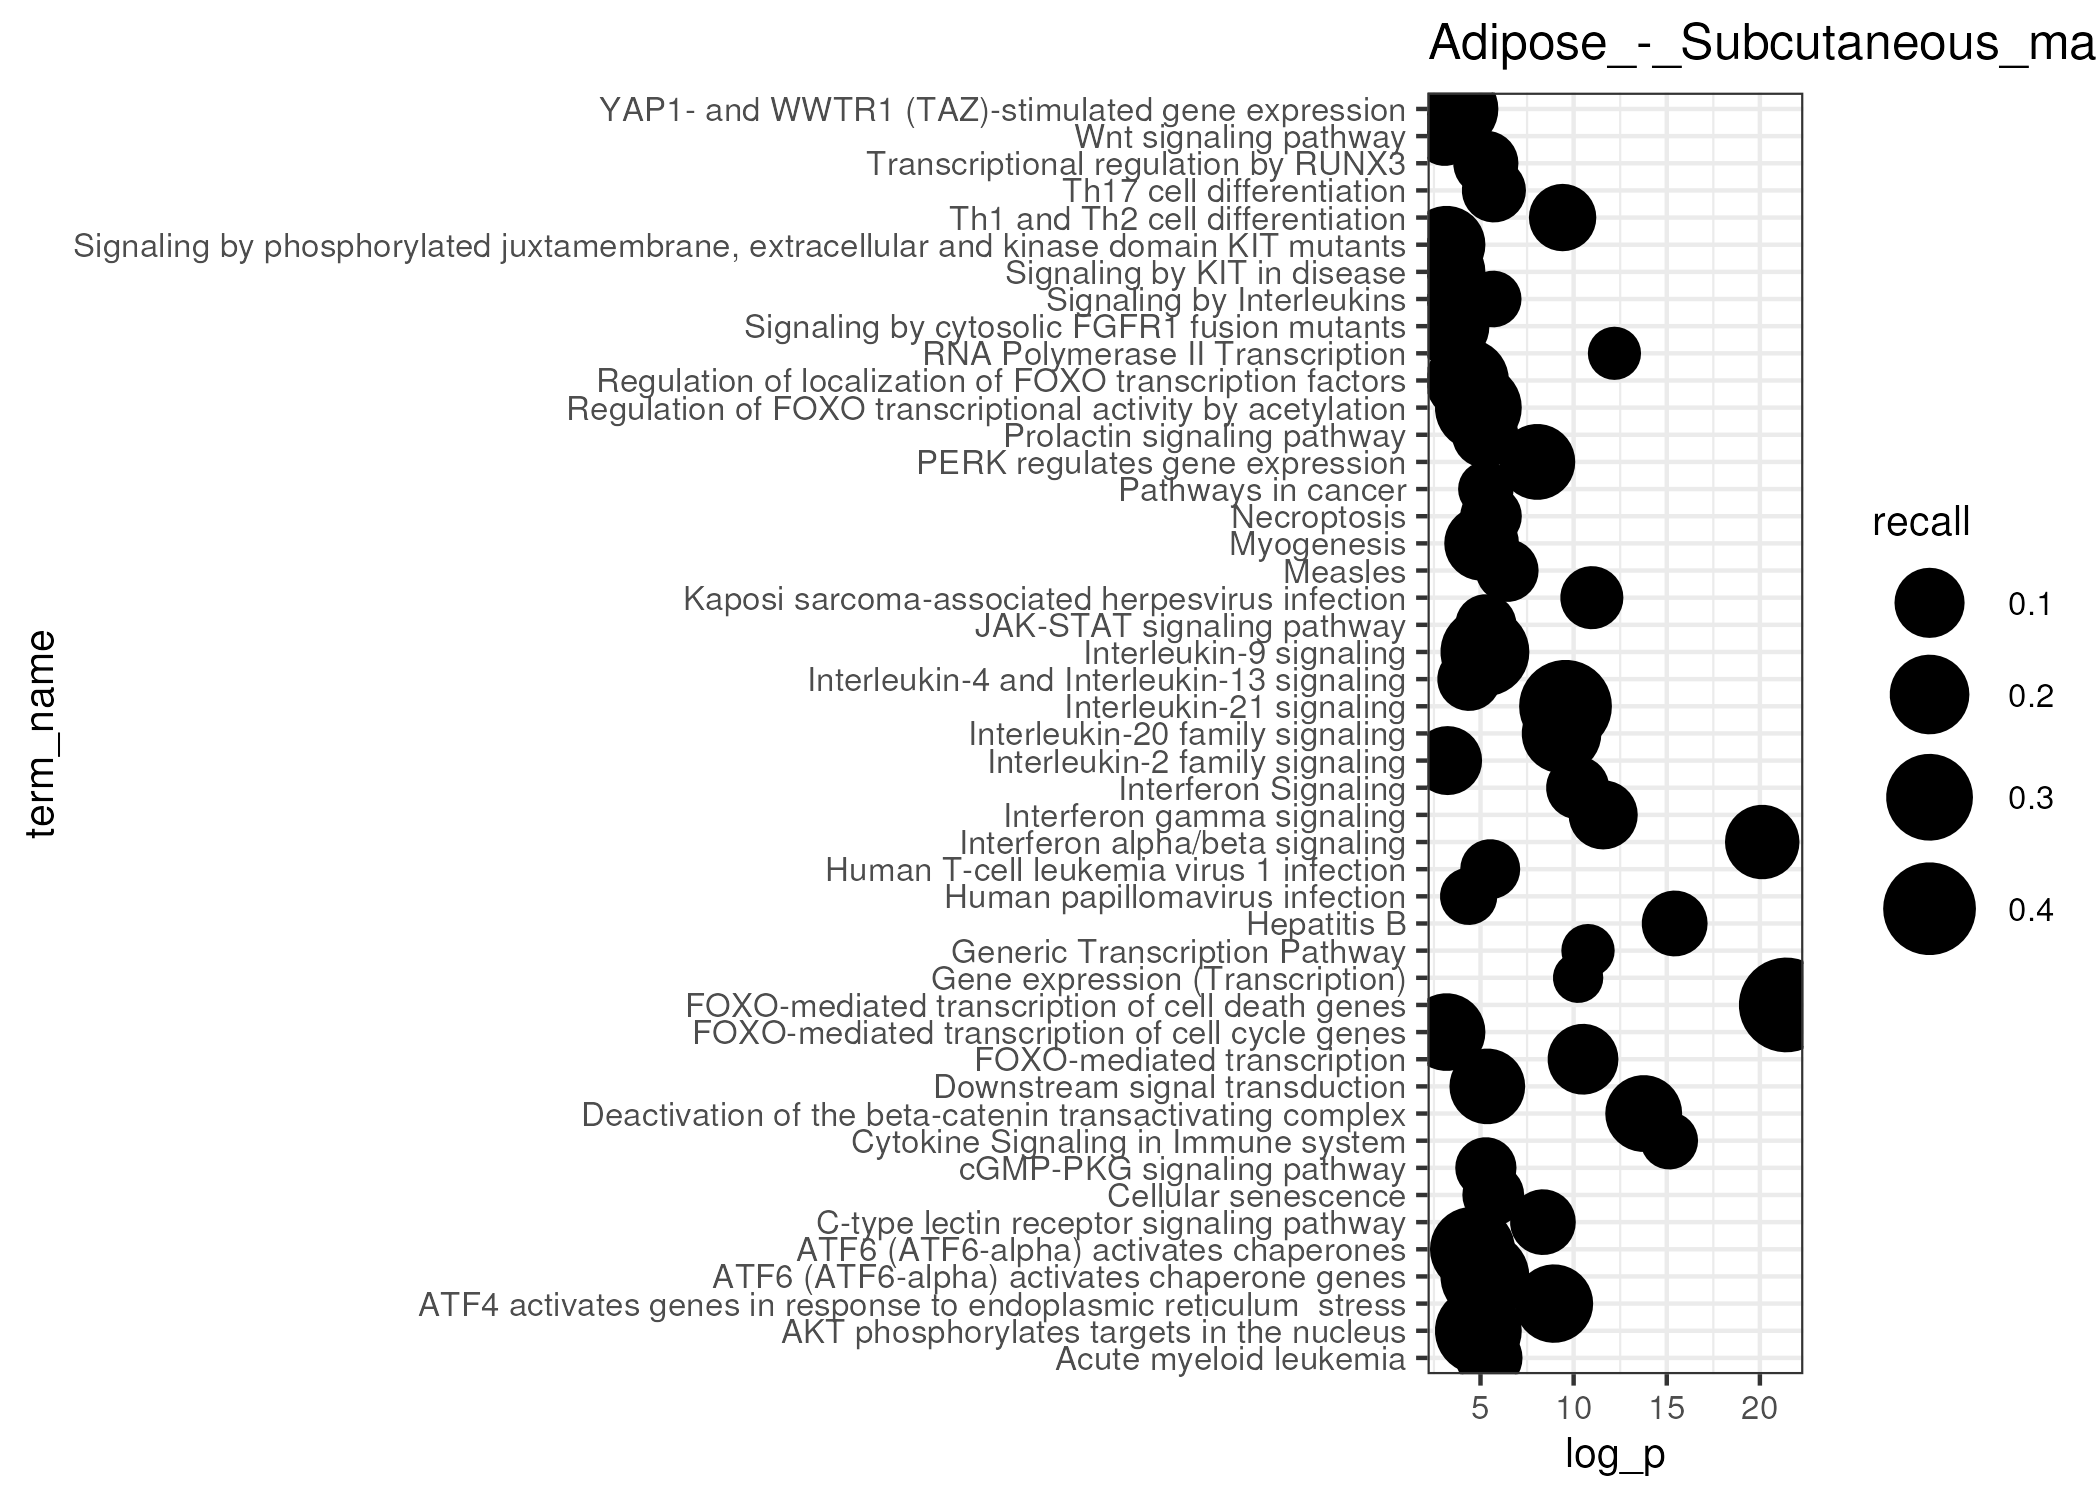 Adipose_-_Subcutaneous_ma
YAP1- and WWTR1 (TAZ)-stimulated gene expression
Wnt signaling pathway
Transcriptional regulation by RUNX3
Th17 cell differentiation
Th1 and Th2 cell differentiation
Signaling by phosphorylated juxtamembrane, extracellular and kinase domain KIT mutants
Signaling by KIT in disease
Signaling by Interleukins
Signaling by cytosolic FGFR1 fusion mutants
RNA Polymerase II Transcription
Regulation of localization of FOXO transcription factors
Regulation of FOXO transcriptional activity by acetylation
Prolactin signaling pathway
PERK regulates gene expression
Pathways in cancer
Necroptosis
Myogenesis
Measles
Kaposi sarcoma-associated herpesvirus infection
JAK-STAT signaling pathway
Interleukin-9 signaling
Interleukin-4 and Interleukin-13 signaling
Interleukin-21 signaling
Interleukin-20 family signaling
Interleukin-2 family signaling
Interferon Signaling
Interferon gamma signaling
Interferon alpha/beta signaling
Human T-cell leukemia virus 1 infection
Human papillomavirus infection
Hepatitis B
Generic Transcription Pathway
Gene expression (Transcription)
FOXO-mediated transcription of cell death genes
FOXO-mediated transcription of cell cycle genes
FOXO-mediated transcription
Downstream signal transduction
Deactivation of the beta-catenin transactivating complex
Cytokine Signaling in Immune system
cGMP-PKG signaling pathway
Cellular senescence
C-type lectin receptor signaling pathway
ATF6 (ATF6-alpha) activates chaperones
ATF6 (ATF6-alpha) activates chaperone genes
ATF4 activates genes in response to endoplasmic reticulum  stress
AKT phosphorylates targets in the nucleus
Acute myeloid leukemia
term_name
5 10 15 20
log_p
recall
0.1
0.2
0.3
0.4